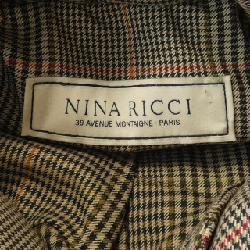 NINA RICCI
39 AVENUE MONTAIGNE · PARIS